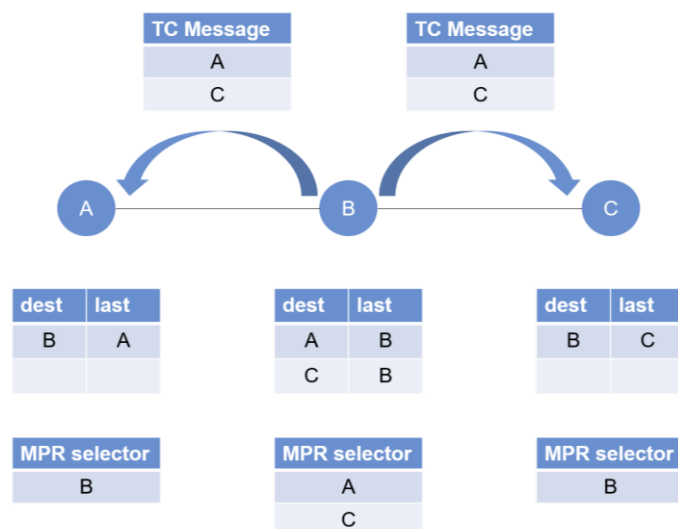 TC Message TC Message
A A
C C
A B C
dest last dest last dest last
B A A B B C
C B
MPR selector MPR selector MPR selector
B A B
C